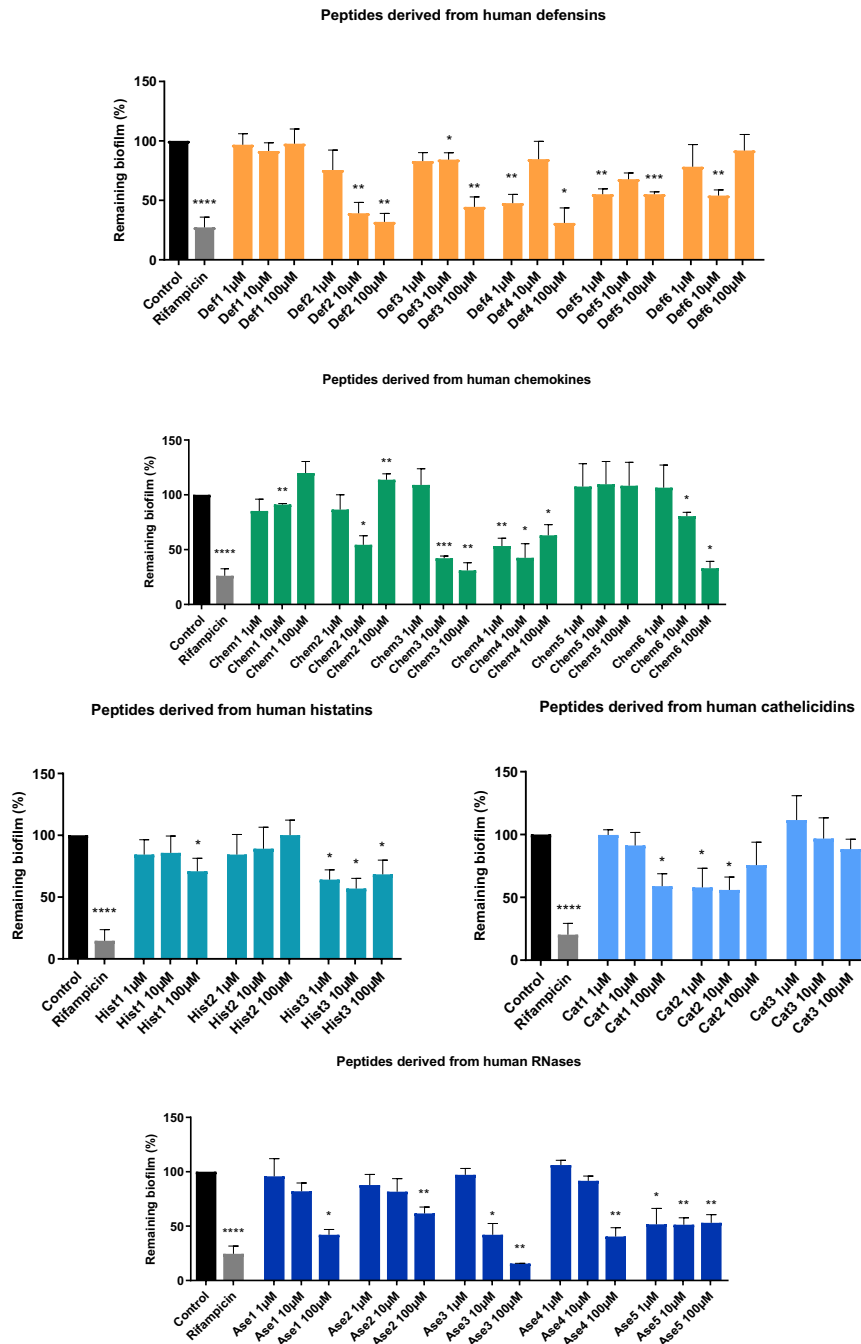 Peptides derived from human defensins
Remaining biofilm (%)
150
100
50
0
****
**
**
*
**
**
*
**
***
**
Control
Rifampicin
Def1 1μM
Def1 10μM
Def1 100μM
Def2 1μM
Def2 10μM
Def2 100μM
Def3 1μM
Def3 10μM
Def3 100μM
Def4 1μM
Def4 10μM
Def4 100μM
Def5 1μM
Def5 10μM
Def5 100μM
Def6 1μM
Def6 10μM
Def6 100μM
Peptides derived from human chemokines
Remaining biofilm (%)
150
100
50
0
****
**
*
**
***
**
**
*
*
*
*
Control
Rifampicin
Chem1 1μM
Chem1 10μM
Chem1 100μM
Chem2 1μM
Chem2 10μM
Chem2 100μM
Chem3 1μM
Chem3 10μM
Chem3 100μM
Chem4 1μM
Chem4 10μM
Chem4 100μM
Chem5 1μM
Chem5 10μM
Chem5 100μM
Chem6 1μM
Chem6 10μM
Chem6 100μM
Peptides derived from human histatins
Remaining biofilm (%)
150
100
50
0
****
*
*
*
*
Control
Rifampicin
Hist1 1μM
Hist1 10μM
Hist1 100μM
Hist2 1μM
Hist2 10μM
Hist2 100μM
Hist3 1μM
Hist3 10μM
Hist3 100μM
Peptides derived from human cathelicidins
Remaining biofilm (%)
150
100
50
0
****
*
*
*
Control
Rifampicin
Cat1 1μM
Cat1 10μM
Cat1 100μM
Cat2 1μM
Cat2 10μM
Cat2 100μM
Cat3 1μM
Cat3 10μM
Cat3 100μM
Peptides derived from human RNases
Remaining biofilm (%)
150
100
50
0
****
*
**
*
**
**
*
**
**
Control
Rifampicin
Ase1 1μM
Ase1 10μM
Ase1 100μM
Ase2 1μM
Ase2 10μM
Ase2 100μM
Ase3 1μM
Ase3 10μM
Ase3 100μM
Ase4 1μM
Ase4 10μM
Ase4 100μM
Ase5 1μM
Ase5 10μM
Ase5 100μM